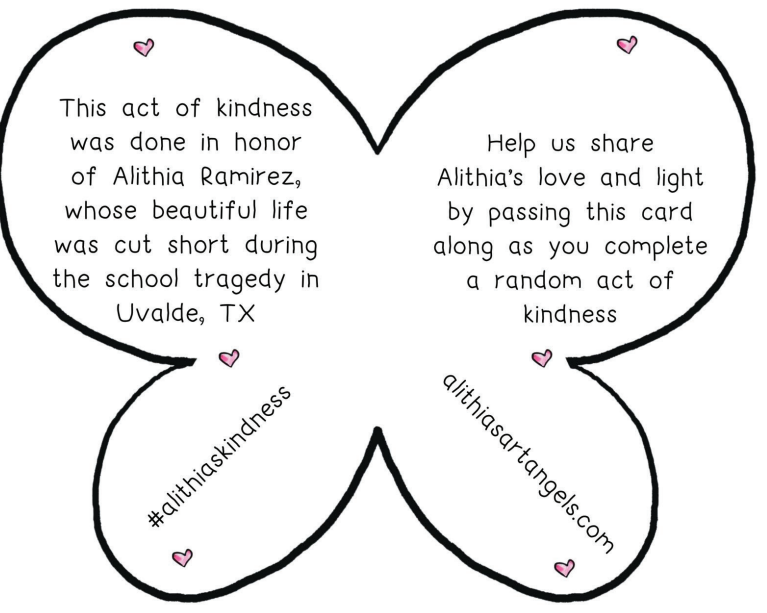 This act of kindness
was done in honor
of Alithia Ramirez,
whose beautiful life
was cut short during
the school tragedy in
Uvalde, TX
#alithiaskindness
Help us share
Alithia's love and light
by passing this card
along as you complete
a random act of
kindness
alithiasartangels.com